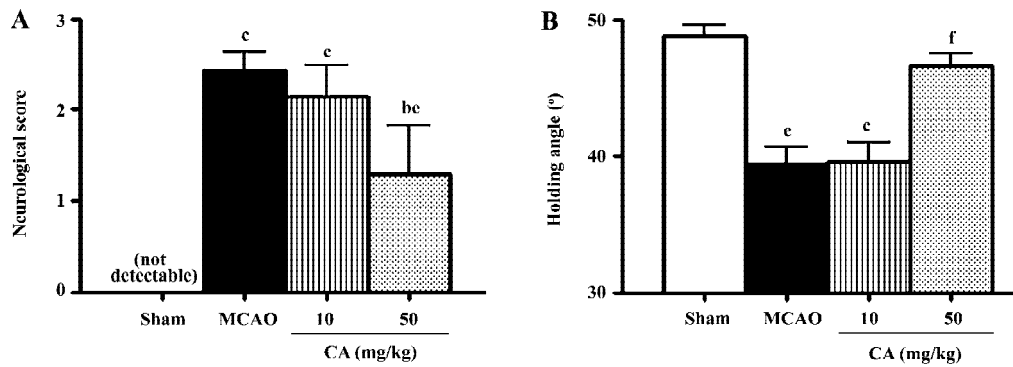 A
Neurological score
3
2
1
0
c
c
be
(not
detectable)
Sham MCAO 10 50
CA (mg/kg)
B
Holding angle (°)
50
40
30
c
c
f
Sham MCAO 10 50
CA (mg/kg)